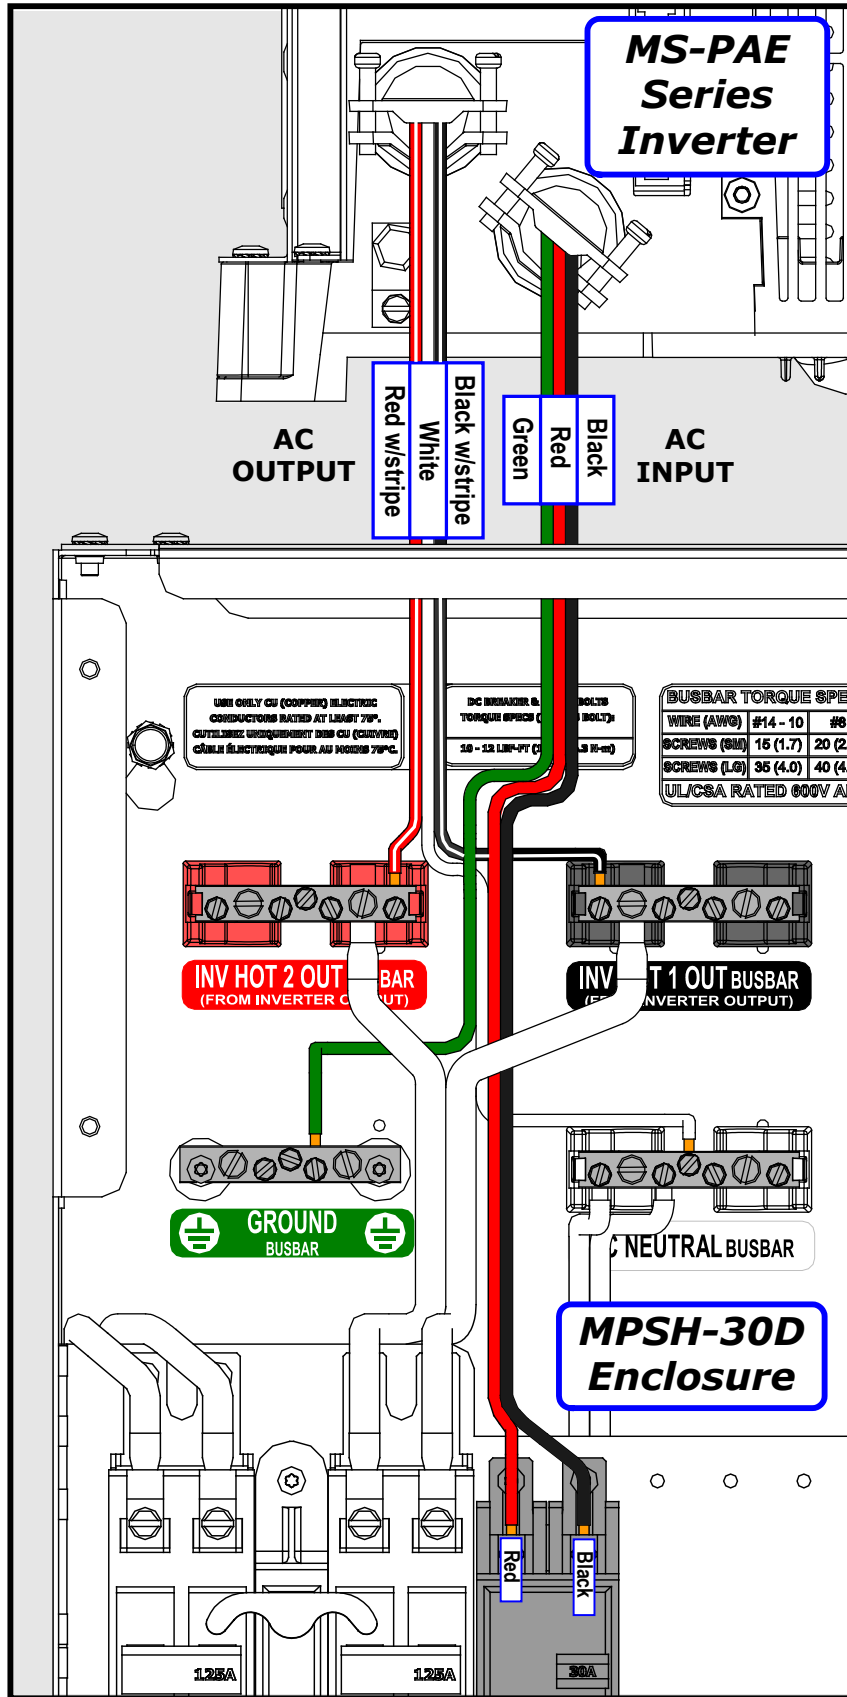 MS-PAE
Series
Inverter
AC
OUTPUT
Red w/stripe
White
Black w/stripe
Green
Red
Black
AC
INPUT
USE ONLY CU (COPPER) ELECTRIC
CONDUCTORS RATED AT LEAST 75°.
CUTILISEZ UNIQUEMENT DES CU (CUIVRE)
CÂBLE ÉLECTRIQUE POUR AU MOINS 75°C.
DC BREAKER & BOLTS
TORQUE SPECS ( BOLT):
10 - 12 LBF-FT (1 .3 N-m)
BUSBAR TORQUE SPE
WIRE (AWG) #14 - 10 #8
SCREWS (SM) 15 (1.7) 20 (2.
SCREWS (LG) 35 (4.0) 40 (4.
UL/CSA RATED 600V A
INV HOT 2 OUT BAR
(FROM INVERTER O UT)
INV T 1 OUT BUSBAR
(F NVERTER OUTPUT)
GROUND
BUSBAR
C NEUTRAL BUSBAR
MPSH-30D
Enclosure
Red
Black
125A
125A
30A